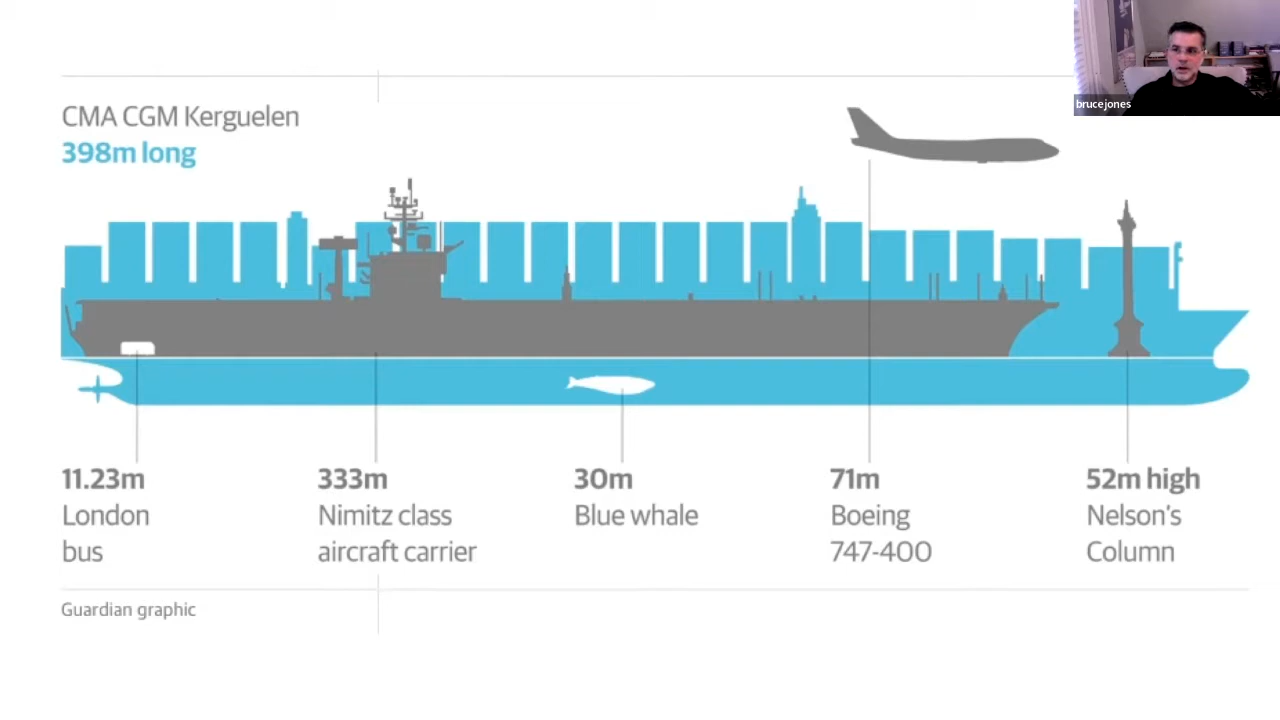 brucejones
CMA CGM Kerguelen
398m long
11.23m
London
bus
333m
Nimitz class
aircraft carrier
30m
Blue whale
71m
Boeing
747-400
52m high
Nelson's
Column
Guardian graphic